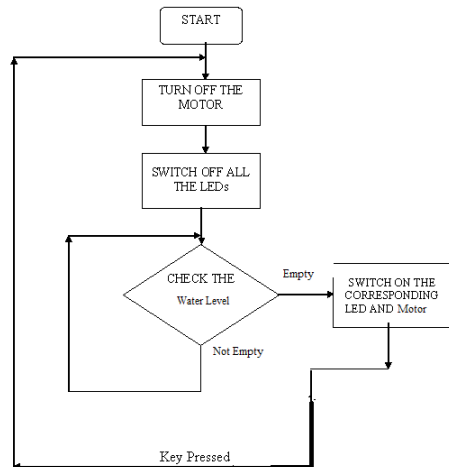 START
TURN OFF THE
MOTOR
SWITCH OFF ALL
THE LEDs
CHECK THE
Water Level
Empty
SWITCH ON THE
CORRESPONDING
LED AND Motor
Not Empty
Key Pressed